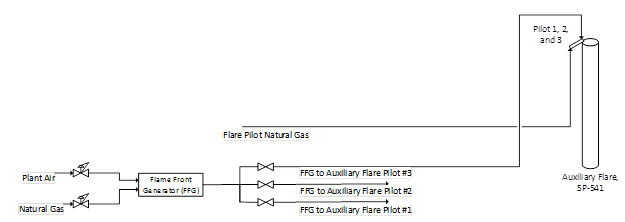 Pilot 1, 2,
and 3
Flare Pilot Natural Gas
Plant Air
Flame Front
Generator (FFG)
FFG to Auxiliary Flare Pilot #3
FFG to Auxiliary Flare Pilot #2
Natural Gas
FFG to Auxiliary Flare Pilot #1
Auxiliary Flare,
SP-541